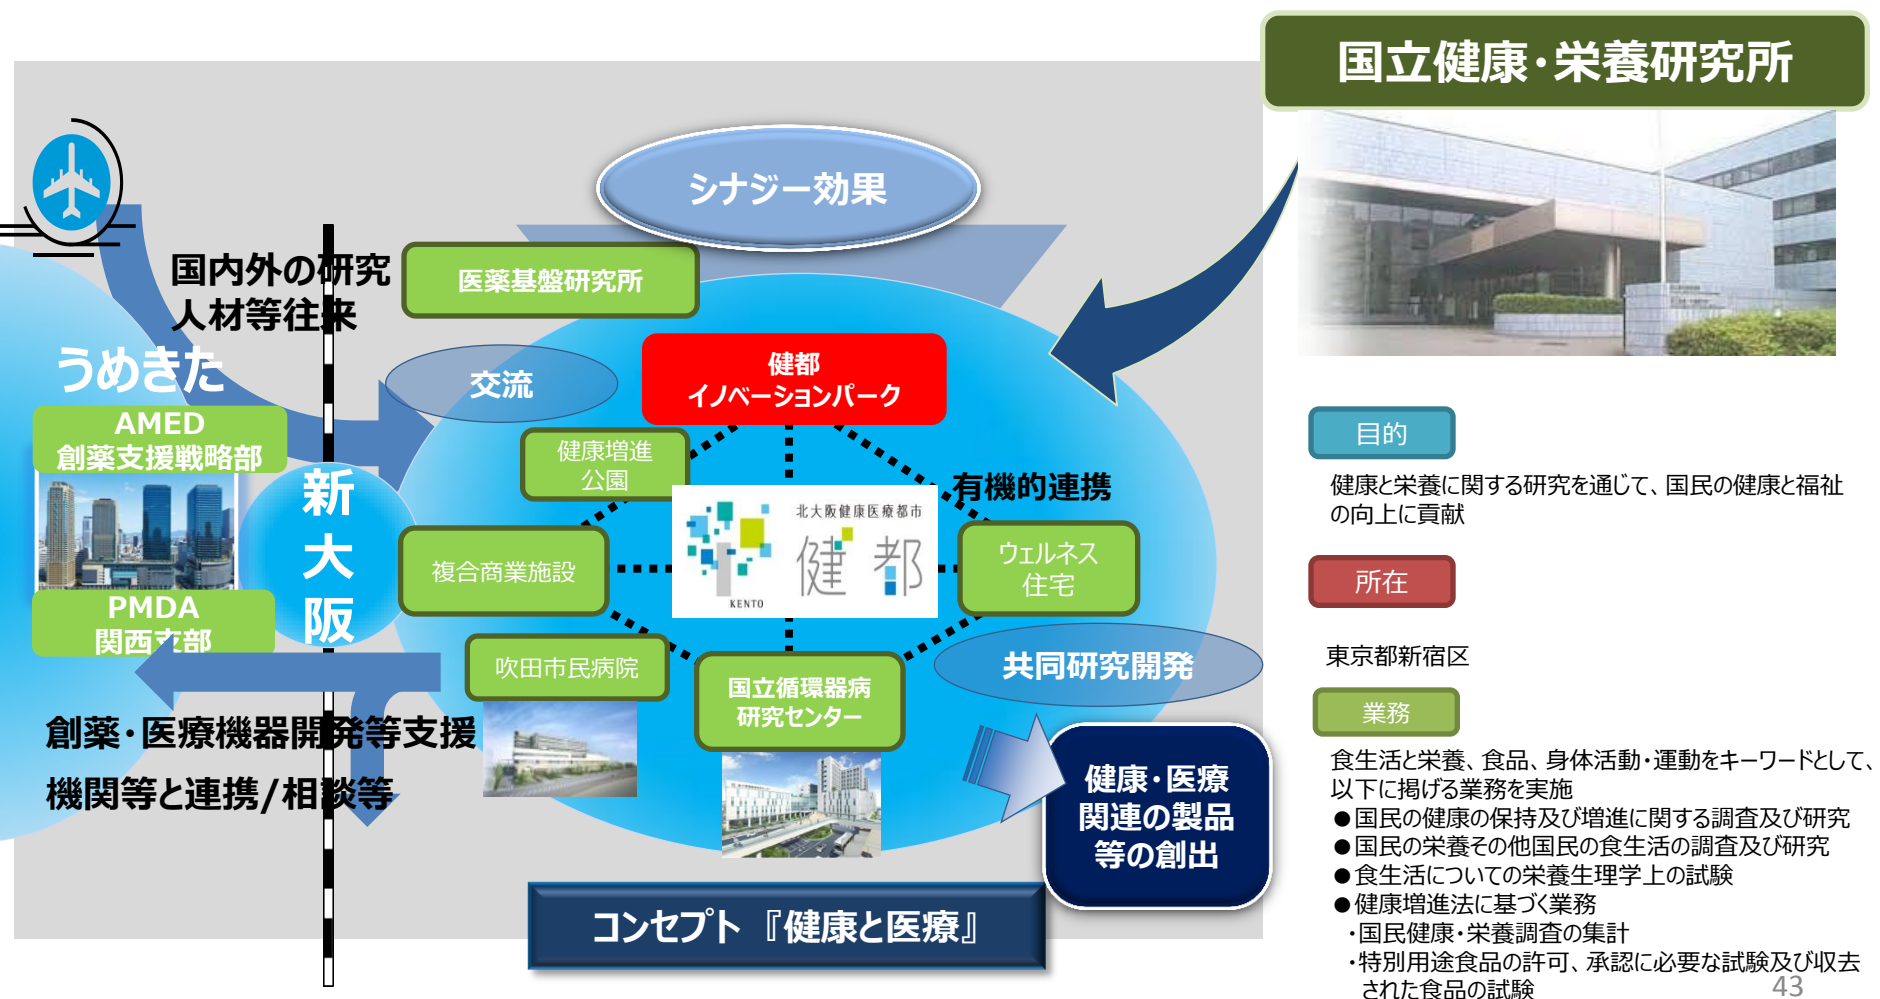 国立健康・栄養研究所
シナジー効果
国内外の研究
人材等往来
医薬基盤研究所
うめきた
交流
健都
イノベーションパーク
AMED
創薬支援戦略部
健康増進
公園
有機的連携
新
大
阪
北大阪健康医療都市
健都
KENTO
複合商業施設
ウェルネス
住宅
PMDA
関西支部
吹田市民病院
国立循環器病
研究センター
共同研究開発
創薬・医療機器開発等支援
機関等と連携/相談等
健康・医療
関連の製品
等の創出
コンセプト『健康と医療』
目的
健康と栄養に関する研究を通じて、国民の健康と福祉
の向上に貢献
所在
東京都新宿区
業務
食生活と栄養、食品、身体活動・運動をキーワードとして、
以下に掲げる業務を実施
●国民の健康の保持及び増進に関する調査及び研究
●国民の栄養その他国民の食生活の調査及び研究
●食生活についての栄養生理学上の試験
●健康増進法に基づく業務
・国民健康・栄養調査の集計
・特別用途食品の許可、承認に必要な試験及び収去
された食品の試験
43